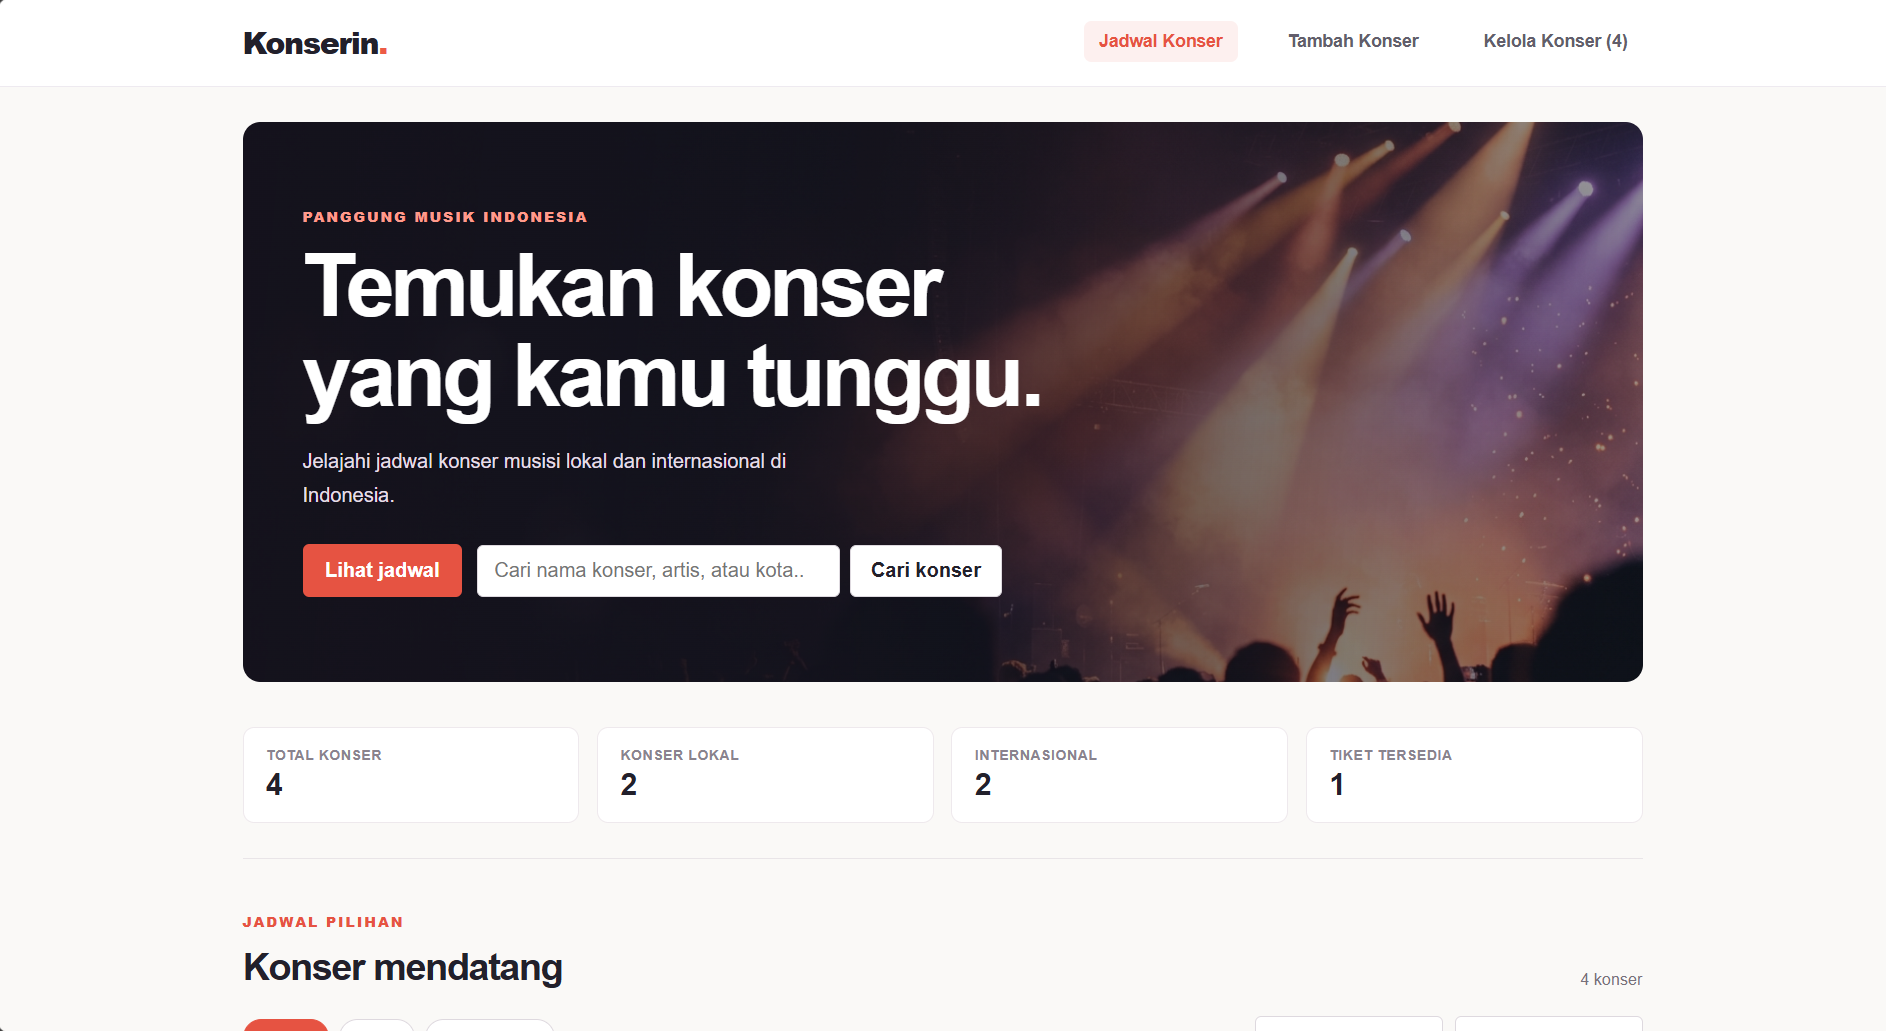 Konserin.
Jadwal Konser
Tambah Konser
Kelola Konser (4)
PANGGUNG MUSIK INDONESIA
Temukan konser
yang kamu tunggu.
Jelajahi jadwal konser musisi lokal dan internasional di
Indonesia.
Lihat jadwal
Cari nama konser, artis, atau kota..
Cari konser
TOTAL KONSER
4
KONSER LOKAL
2
INTERNASIONAL
2
TIKET TERSEDIA
1
JADWAL PILIHAN
Konser mendatang
4 konser